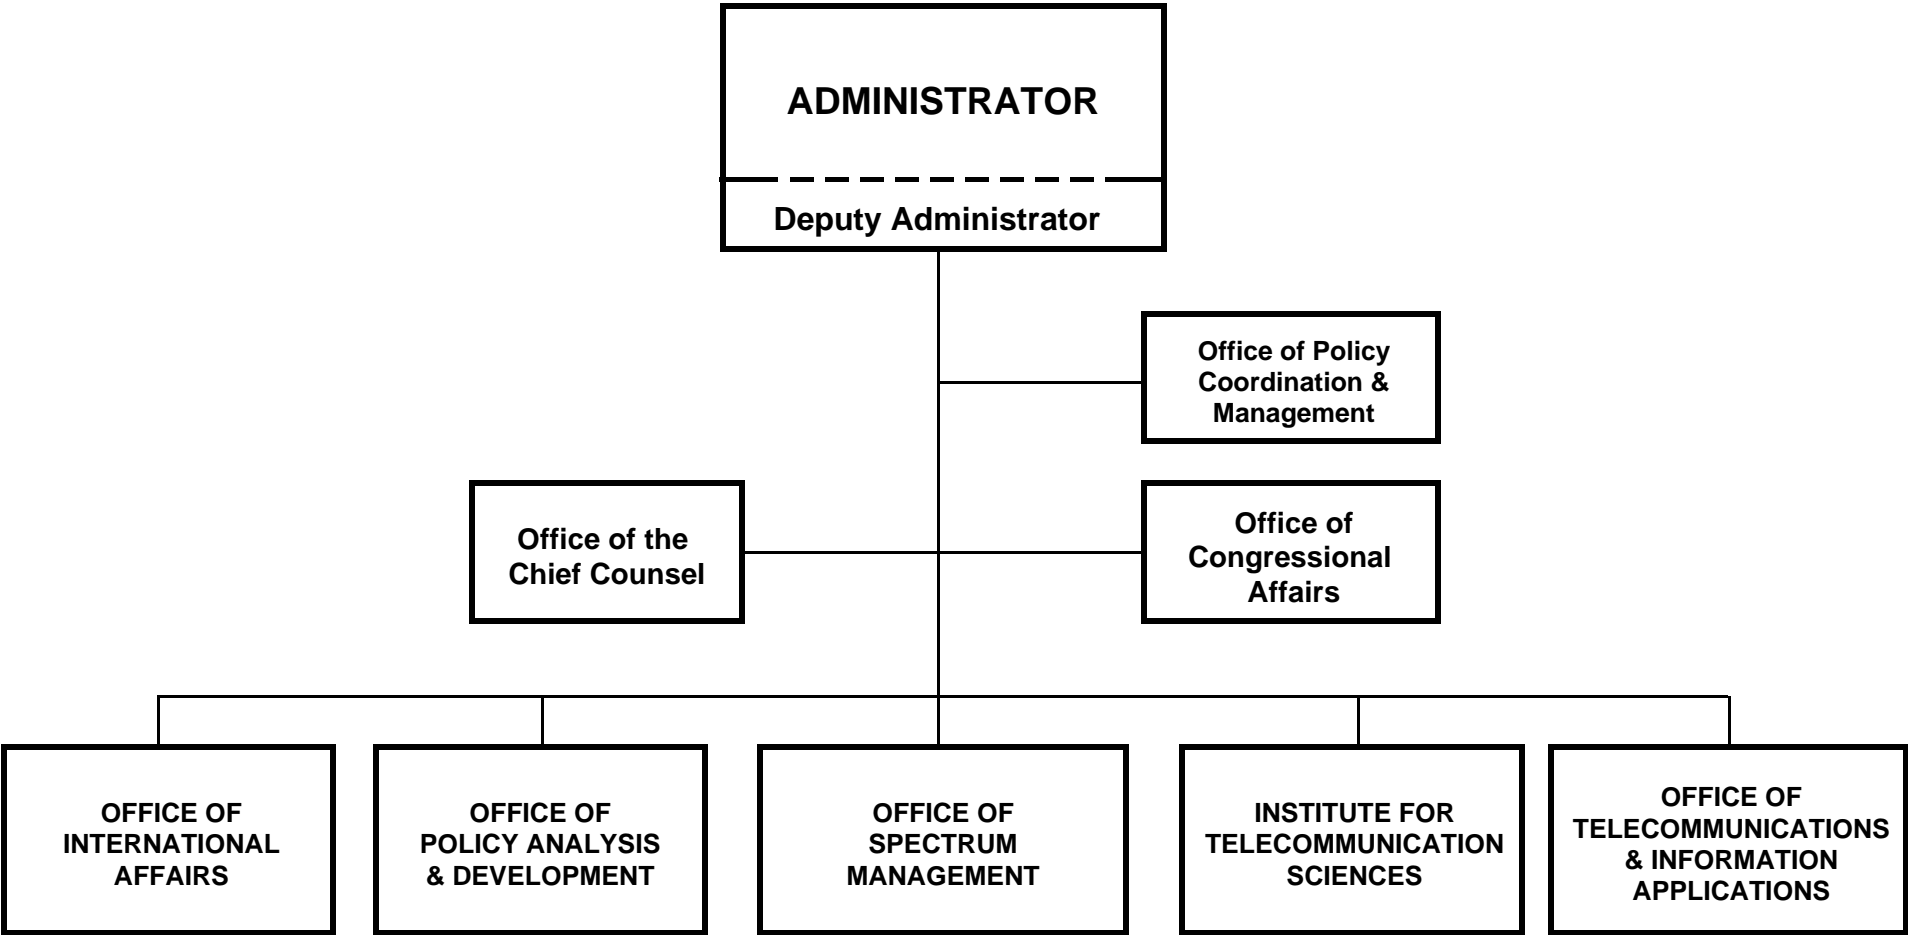 ADMINISTRATOR
Deputy Administrator
Office of Policy
Coordination &
Management
Office of the
Chief Counsel
Office of
Congressional
Affairs
OFFICE OF
INTERNATIONAL
AFFAIRS
OFFICE OF
POLICY ANALYSIS
& DEVELOPMENT
OFFICE OF
SPECTRUM
MANAGEMENT
INSTITUTE FOR
TELECOMMUNICATION
SCIENCES
OFFICE OF
TELECOMMUNICATIONS
& INFORMATION
APPLICATIONS